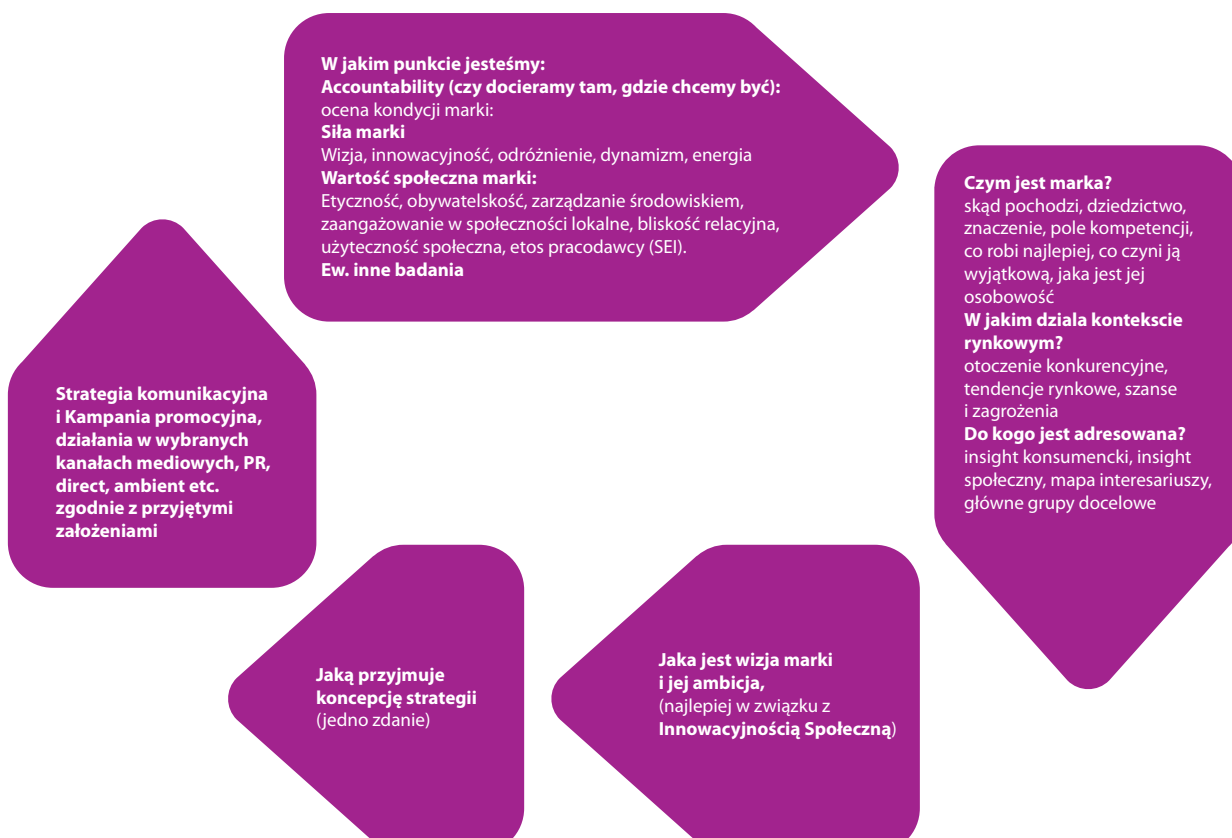 W jakim punkcie jesteśmy:
Accountability (czy docieramy tam, gdzie chcemy być):
ocena kondycji marki:
Siła marki
Wizja, innowacyjność, odróżnienie, dynamizm, energia
Wartość społeczna marki:
Etyczność, obywatelskość, zarządzanie środowiskiem,
zaangażowanie w społeczności lokalne, bliskość relacyjna,
użyteczność społeczna, etos pracodawcy (SEI).
Ew. inne badania
Czym jest marka?
skąd pochodzi, dziedzictwo,
znaczenie, pole kompetencji,
co robi najlepiej, co czyni ją
wyjątkową, jaka jest jej
osobowość
W jakim dziala kontekscie
rynkowym?
otoczenie konkurencyjne,
tendencje rynkowe, szanse
i zagrożenia
Do kogo jest adresowana?
insight konsumencki, insight
społeczny, mapa interesariuszy,
główne grupy docelowe
Jaka jest wizja marki
i jej ambicja,
(najlepiej w związku z
Innowacyjnością Społeczną)
Jaką przyjmuje
koncepcję strategii
(jedno zdanie)
Strategia komunikacyjna
i Kampania promocyjna,
działania w wybranych
kanałach mediowych, PR,
direct, ambient etc.
zgodnie z przyjętymi
założeniami